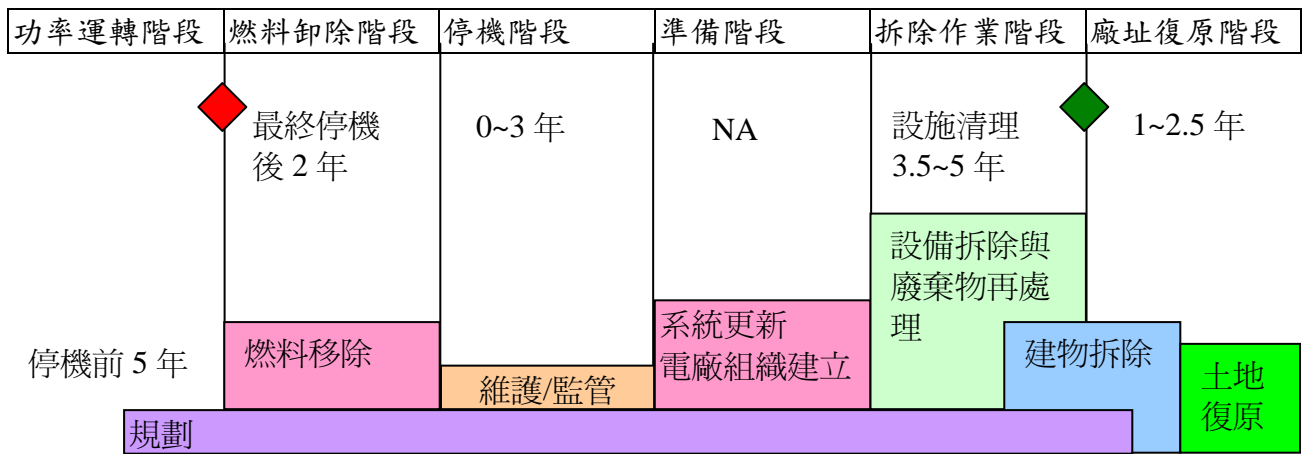 功率運轉階段 燃料卸除階段 停機階段 準備階段 拆除作業階段 廠址復原階段
最終停機
後 2 年
0~3 年
NA
設施清理
3.5~5 年
1~2.5 年
停機前 5 年
燃料移除
維護/監管
系統更新
電廠組織建立
設備拆除與
廢棄物再處
理
建物拆除
土地
復原
規劃